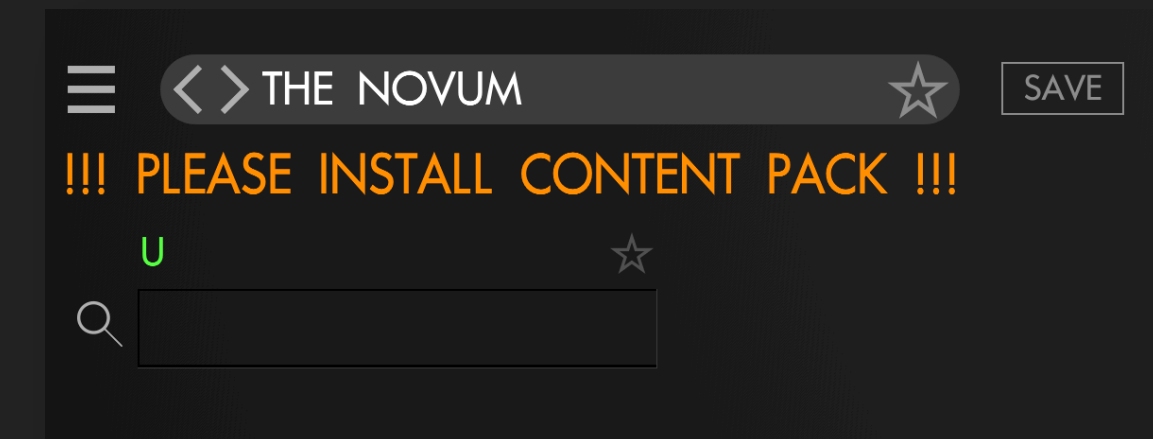 THE NOVUM
SAVE
!!! PLEASE INSTALL CONTENT PACK !!!
U